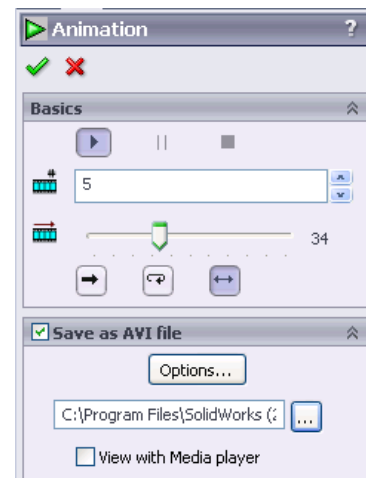 Animation ?
Basics
#
5
34
Save as AVI file
Options...
C:\Program Files\SolidWorks (
...
View with Media player